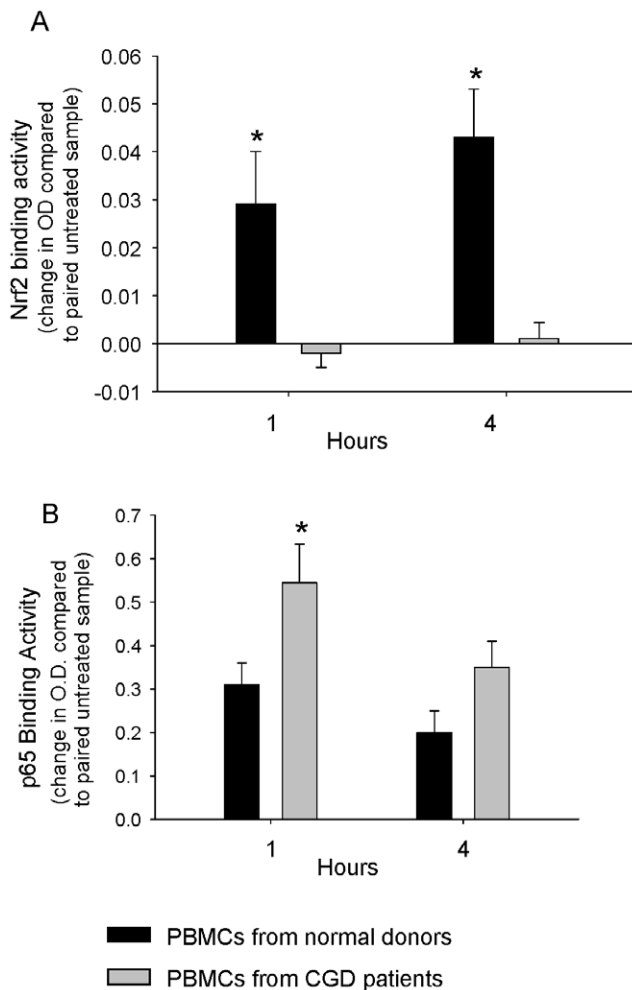 A
Nrf2 binding activity
(change in OD compared
to paired untreated sample)
0.06
0.05
0.04
0.03
0.02
0.01
0.00
-0.01
*
*
1
4
Hours
B
p65 Binding Activity
(change in O.D. compared
to paired untreated sample)
0.7
0.6
0.5
0.4
0.3
0.2
0.1
0.0
*
1
4
Hours
PBMCs from normal donors
PBMCs from CGD patients